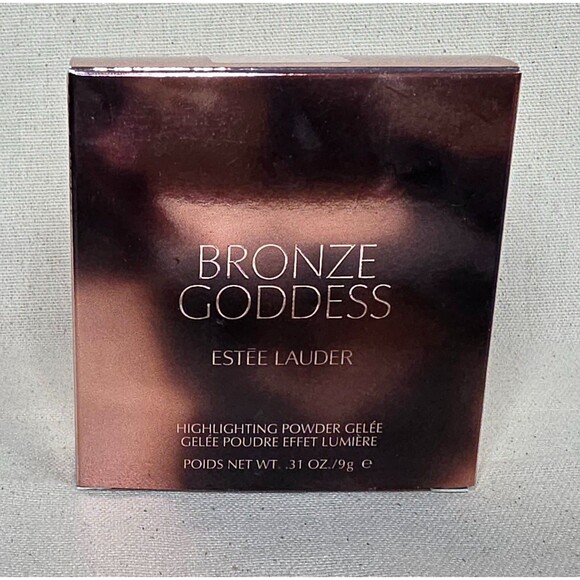 BRONZE
GODDESS
ESTĒE LAUDER
HIGHLIGHTING POWDER GELÉE
GELÉE POUDRE EFFET LUMIÈRE
POIDS NET WT. .31 OZ./9g ℮